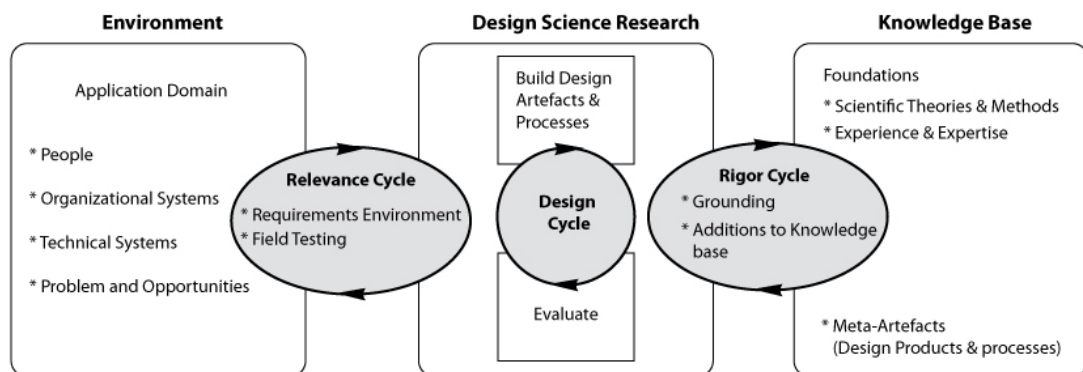 Environment
Design Science Research
Knowledge Base
Application Domain
* People
* Organizational Systems
* Technical Systems
* Problem and Opportunities
Relevance Cycle
* Requirements Environment
* Field Testing
Build Design
Artefacts &
Processes
Design
Cycle
Evaluate
Rigor Cycle
* Grounding
* Additions to Knowledge
base
Foundations
* Scientific Theories & Methods
* Experience & Expertise
* Meta-Artefacts
(Design Products & processes)